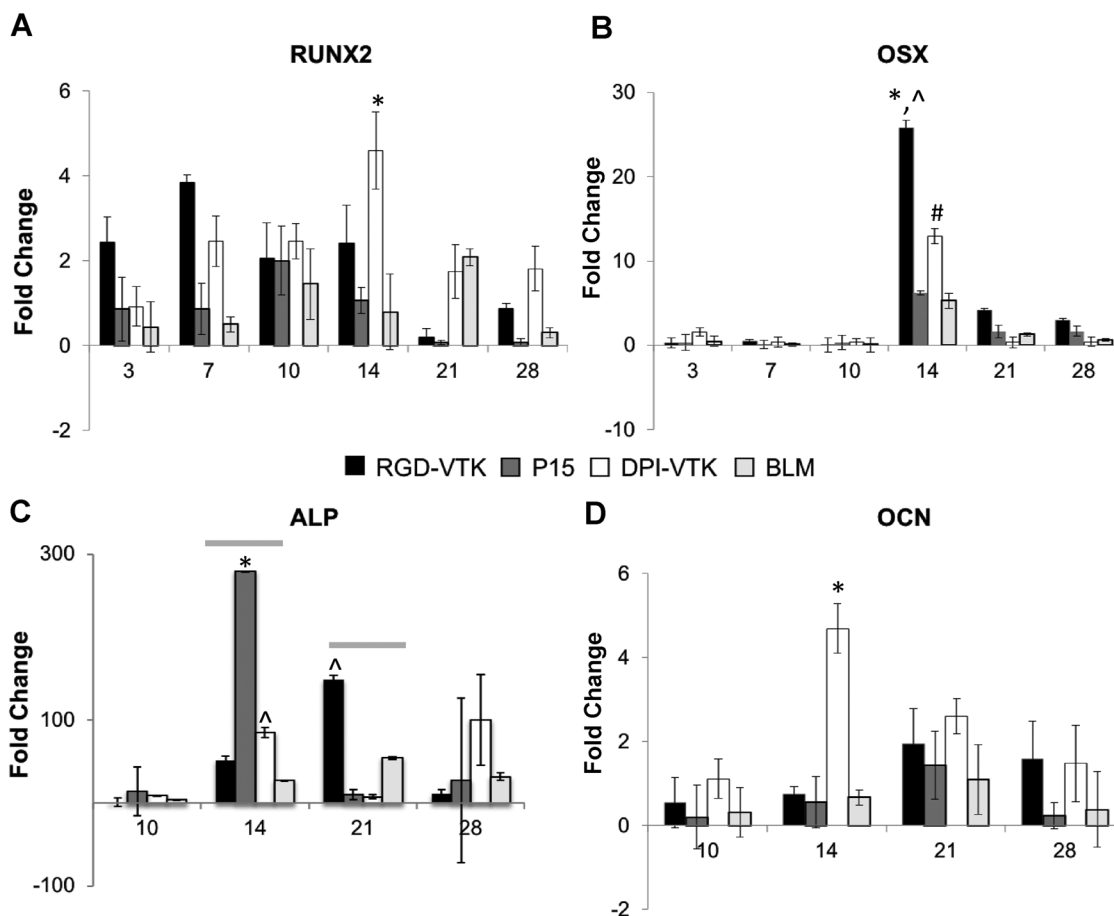 A
RUNX2
Fold Change
6
4
2
0
-2
*
3 7 10 14 21 28
B
OSX
Fold Change
30
20
10
0
-10
*,^
#
3 7 10 14 21 28
RGD-VTK P15 DPI-VTK BLM
C
ALP
Fold Change
300
100
-100
*
^
^
10 14 21 28
D
OCN
Fold Change
6
4
2
0
-2
*
10 14 21 28